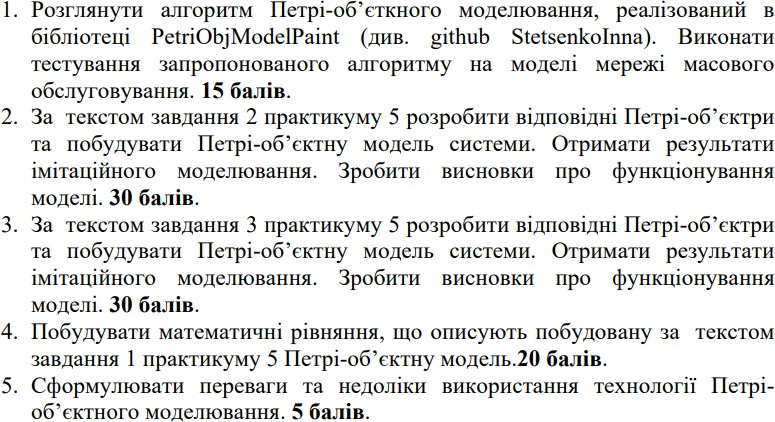 1. Розглянути алгоритм Петрі-об’єткного моделювання, реалізований в
бібліотеці PetriObjModelPaint (див. github StetsenkoInna). Виконати
тестування запропонованого алгоритму на моделі мережі масового
обслуговування. 15 балів.
2. За текстом завдання 2 практикуму 5 розробити відповідні Петрі-об’єктри
та побудувати Петрі-об’єктну модель системи. Отримати результати
імітаційного моделювання. Зробити висновки про функціонування
моделі. 30 балів.
3. За текстом завдання 3 практикуму 5 розробити відповідні Петрі-об’єктри
та побудувати Петрі-об’єктну модель системи. Отримати результати
імітаційного моделювання. Зробити висновки про функціонування
моделі. 30 балів.
4. Побудувати математичні рівняння, що описують побудовану за текстом
завдання 1 практикуму 5 Петрі-об’єктну модель.20 балів.
5. Сформулювати переваги та недоліки використання технології Петрі-
об’єктного моделювання. 5 балів.